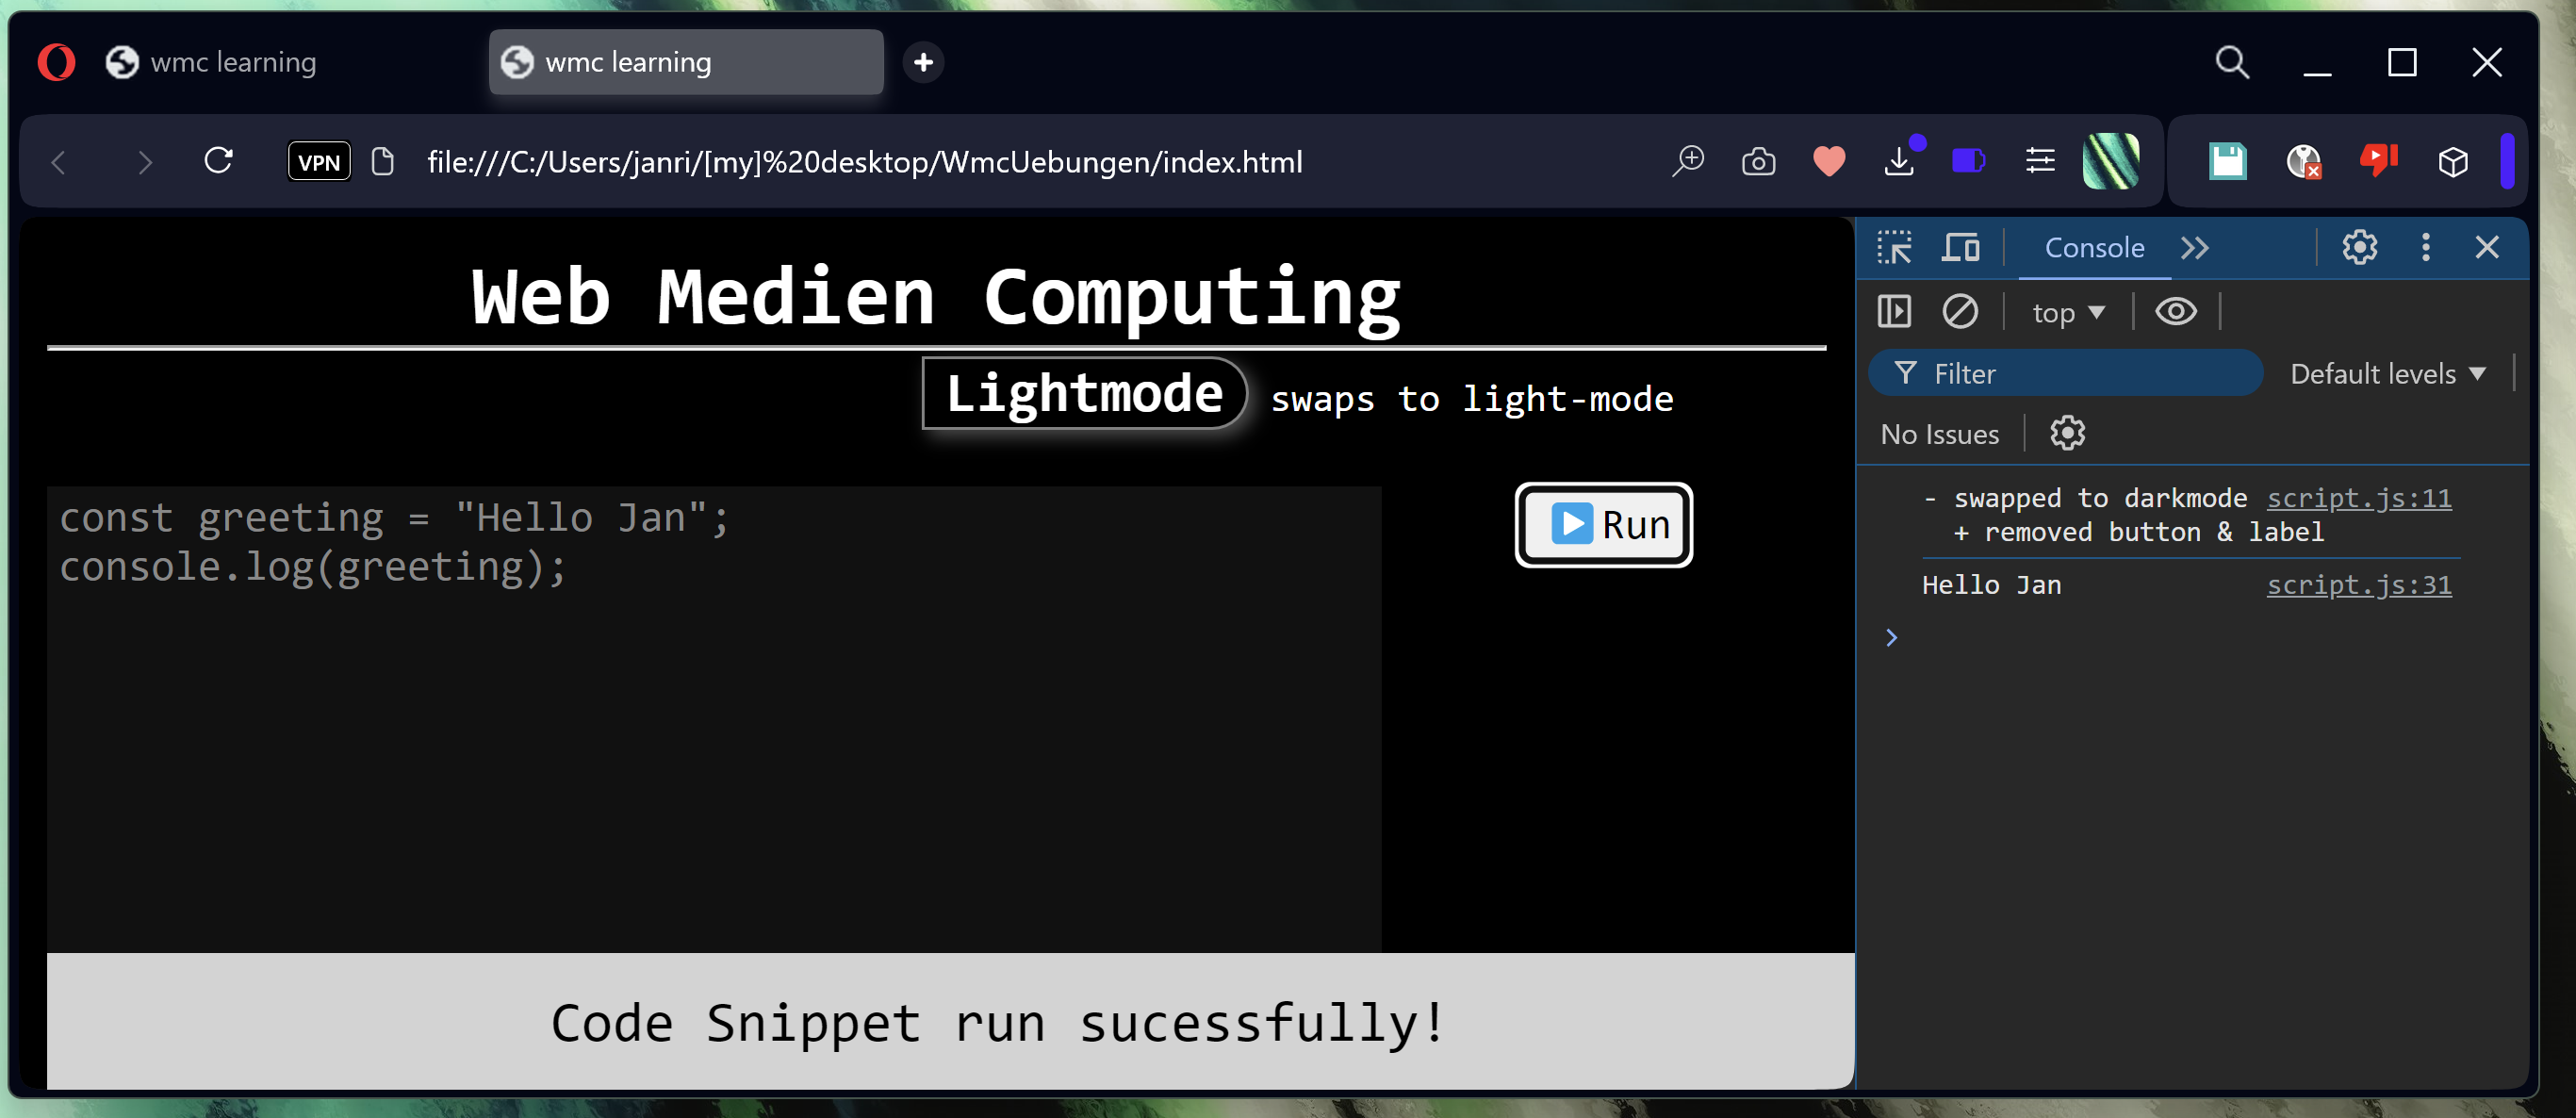 wmc learning
wmc learning
VPN
file:///C:/Users/janri/[my]%20desktop/WmcUebungen/index.html
Web Medien Computing
Lightmode swaps to light-mode
const greeting = "Hello Jan";
console.log(greeting);
Run
Code Snippet run sucessfully!
Console
top
Filter
Default levels
No Issues
- swapped to darkmode script.js:11
+ removed button & label
Hello Jan script.js:31